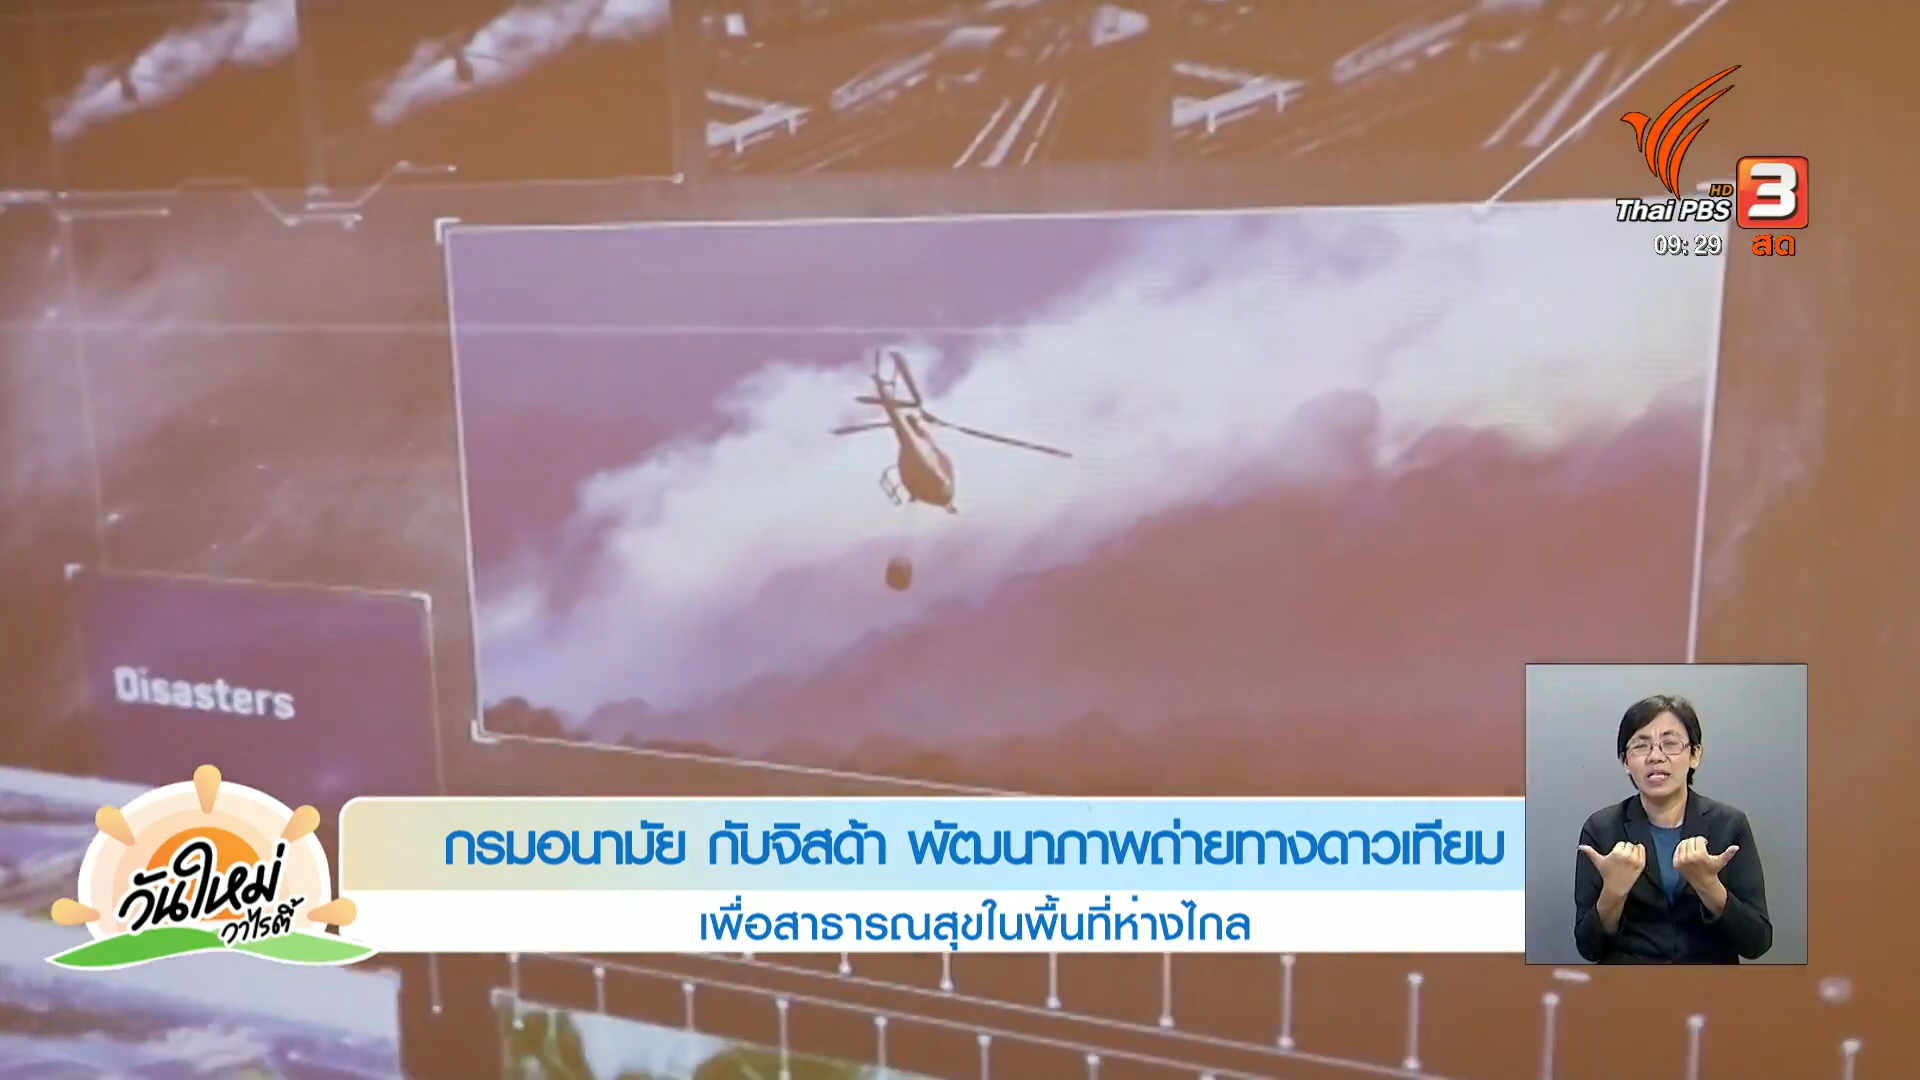 HD
Thai PBS 3
09:29 สด
Disasters
วันใหม่
วาไรตี้
กรมอนามัย กับจิสด้า พัฒนาภาพถ่ายทางดาวเทียม
เพื่อสาธารณสุขในพื้นที่ห่างไกล